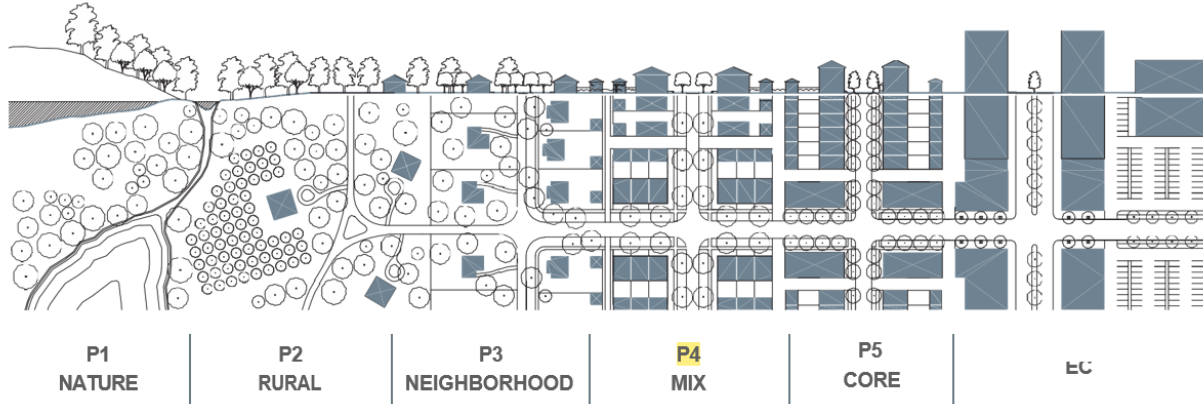 P1
NATURE
P2
RURAL
P3
NEIGHBORHOOD
P4
MIX
P5
CORE
EC